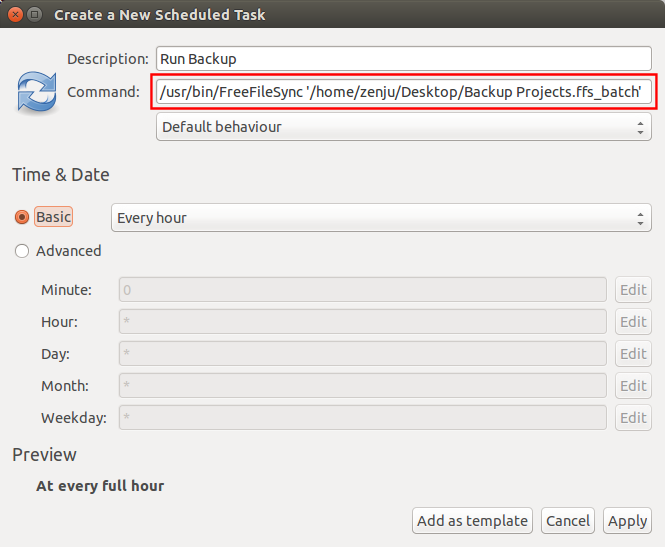 Create a New Scheduled Task
Description: Run Backup
Command: /usr/bin/FreeFileSync '/home/zenju/Desktop/Backup Projects.ffs_batch'
Default behaviour
Time & Date
Basic Every hour
Advanced
Minute: 0 Edit
Hour: * Edit
Day: * Edit
Month: * Edit
Weekday: * Edit
Preview
At every full hour
Add as template Cancel Apply